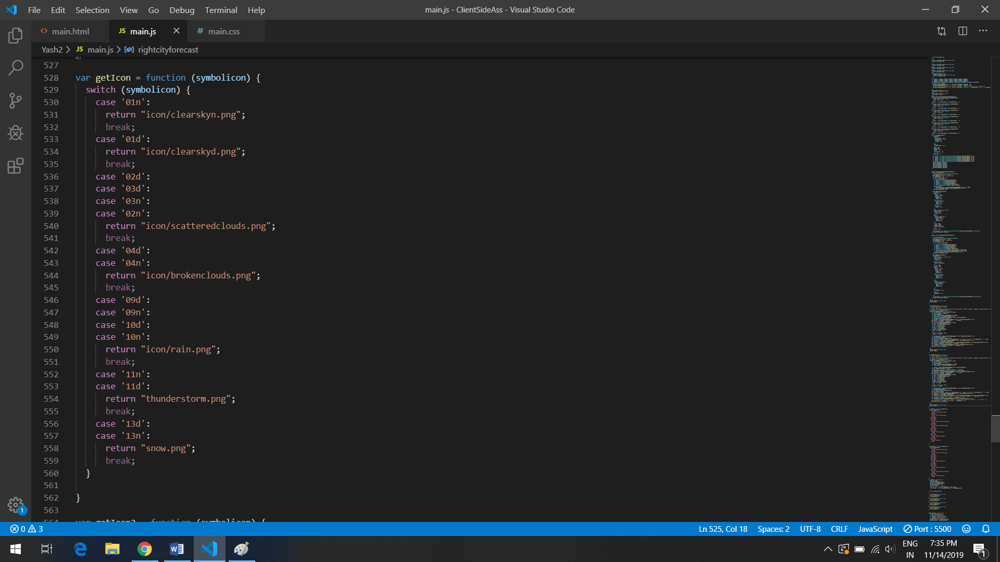 File Edit Selection View Go Debug Terminal Help
main.js - ClientSideAss - Visual Studio Code
<> main.html JS main.js × # main.css ···
Yash2 > JS main.js > rightcityforecast
527
528 var getIcon = function (symbolicon) {
529 switch (symbolicon) {
530 case '01n':
531 return "icon/clearskyn.png";
532 break;
533 case '01d':
534 return "icon/clearskyd.png";
535 break;
536 case '02d':
537 case '03d':
538 case '03n':
539 case '02n':
540 return "icon/scatteredclouds.png";
541 break;
542 case '04d':
543 case '04n':
544 return "icon/brokenclouds.png";
545 break;
546 case '09d':
547 case '09n':
548 case '10d':
549 case '10n':
550 return "icon/rain.png";
551 break;
552 case '11n':
553 case '11d':
554 return "thunderstorm.png";
555 break;
556 case '13d':
557 case '13n':
558 return "snow.png";
559 break;
560 }
561
562 }
563
564 var getIcon2 = function (symbolicon) {
1
0 3 Ln 525, Col 18 Spaces: 2 UTF-8 CRLF JavaScript Port : 5500
ENG 7:35 PM
IN 11/14/2019 1